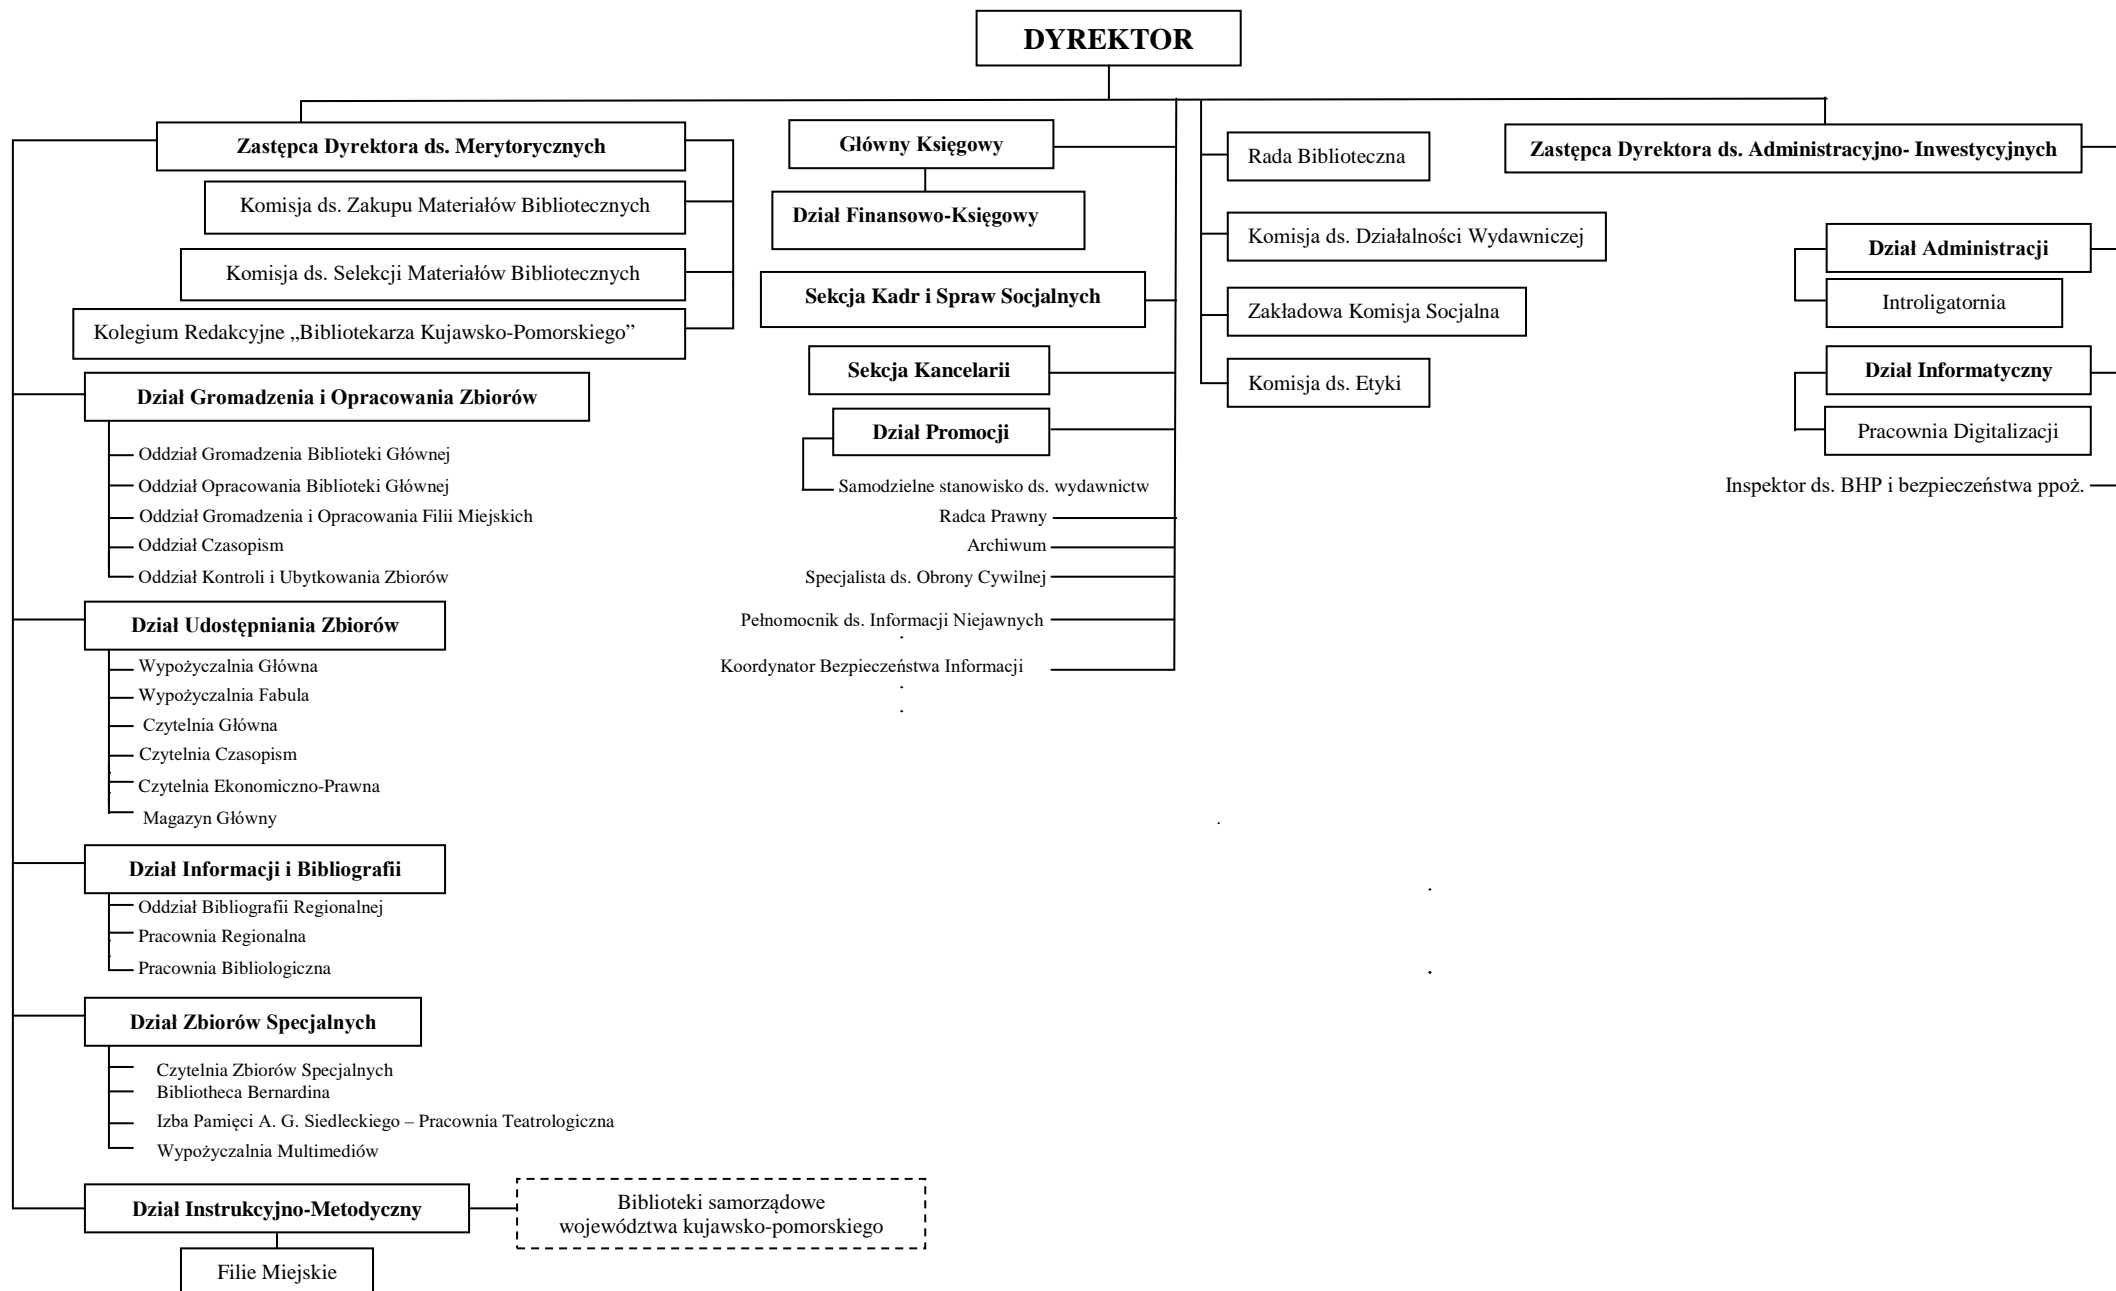 DYREKTOR
Zastępca Dyrektora ds. Merytorycznych
Komisja ds. Zakupu Materiałów Bibliotecznych
Komisja ds. Selekcji Materiałów Bibliotecznych
Kolegium Redakcyjne „Bibliotekarza Kujawsko-Pomorskiego”
Dział Gromadzenia i Opracowania Zbiorów
Oddział Gromadzenia Biblioteki Głównej
Oddział Opracowania Biblioteki Głównej
Oddział Gromadzenia i Opracowania Filii Miejskich
Oddział Czasopism
Oddział Kontroli i Ubytkowania Zbiorów
Dział Udostępniania Zbiorów
Wypożyczalnia Główna
Wypożyczalnia Fabula
Czytelnia Główna
Czytelnia Czasopism
Czytelnia Ekonomiczno-Prawna
Magazyn Główny
Dział Informacji i Bibliografii
Oddział Bibliografii Regionalnej
Pracownia Regionalna
Pracownia Bibliologiczna
Dział Zbiorów Specjalnych
Czytelnia Zbiorów Specjalnych
Bibliotheca Bernardina
Izba Pamięci A. G. Siedleckiego – Pracownia Teatrologiczna
Wypożyczalnia Multimediów
Dział Instrukcyjno-Metodyczny
Biblioteki samorządowe
województwa kujawsko-pomorskiego
Filie Miejskie
Główny Księgowy
Dział Finansowo-Księgowy
Sekcja Kadr i Spraw Socjalnych
Sekcja Kancelarii
Dział Promocji
Samodzielne stanowisko ds. wydawnictw
Radca Prawny
Archiwum
Specjalista ds. Obrony Cywilnej
Pełnomocnik ds. Informacji Niejawnych
Koordynator Bezpieczeństwa Informacji
Rada Biblioteczna
Komisja ds. Działalności Wydawniczej
Zakładowa Komisja Socjalna
Komisja ds. Etyki
Zastępca Dyrektora ds. Administracyjno- Inwestycyjnych
Dział Administracji
Introligatornia
Dział Informatyczny
Pracownia Digitalizacji
Inspektor ds. BHP i bezpieczeństwa ppoż.